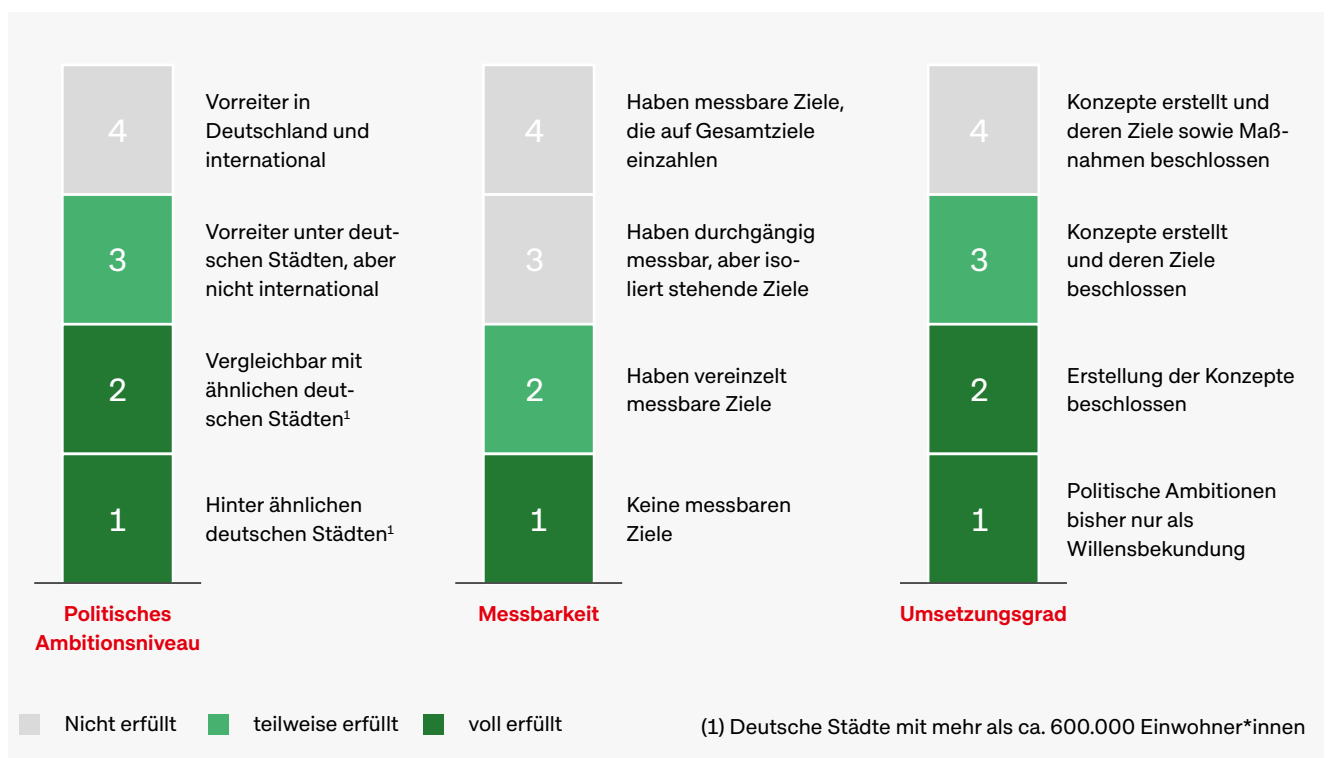 4
Vorreiter in
Deutschland und
international
3
Vorreiter unter deut-
schen Städten, aber
nicht international
2
Vergleichbar mit
ähnlichen deut-
schen Städten¹
1
Hinter ähnlichen
deutschen Städten¹
Politisches
Ambitionsniveau
4
Haben messbare Ziele,
die auf Gesamtziele
einzahlen
3
Haben durchgängig
messbar, aber iso-
liert stehende Ziele
2
Haben vereinzelt
messbare Ziele
1
Keine messbaren
Ziele
Messbarkeit
4
Konzepte erstellt und
deren Ziele sowie Maß-
nahmen beschlossen
3
Konzepte erstellt
und deren Ziele
beschlossen
2
Erstellung der Konzepte
beschlossen
1
Politische Ambitionen
bisher nur als
Willensbekundung
Umsetzungsgrad
Nicht erfüllt
teilweise erfüllt
voll erfüllt
(1) Deutsche Städte mit mehr als ca. 600.000 Einwohner*innen